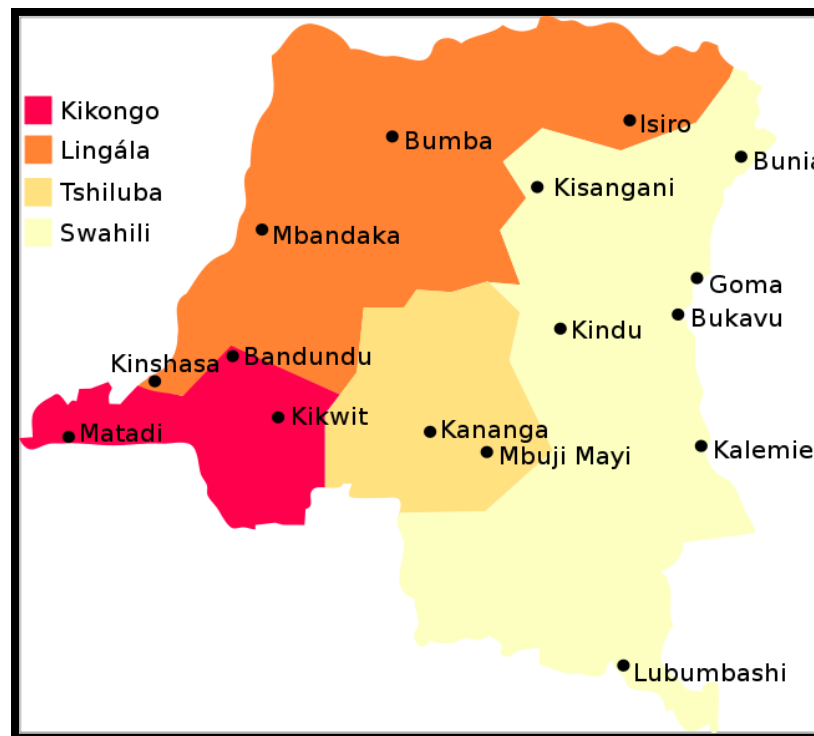 Kikongo
Lingála
Tshiluba
Swahili
Isiro
Bumba
Bunia
Kisangani
Mbandaka
Goma
Bukavu
Kindu
Bandundu
Kinshasa
Kikwit
Matadi
Kananga
Mbuji Mayi
Kalemie
Lubumbashi